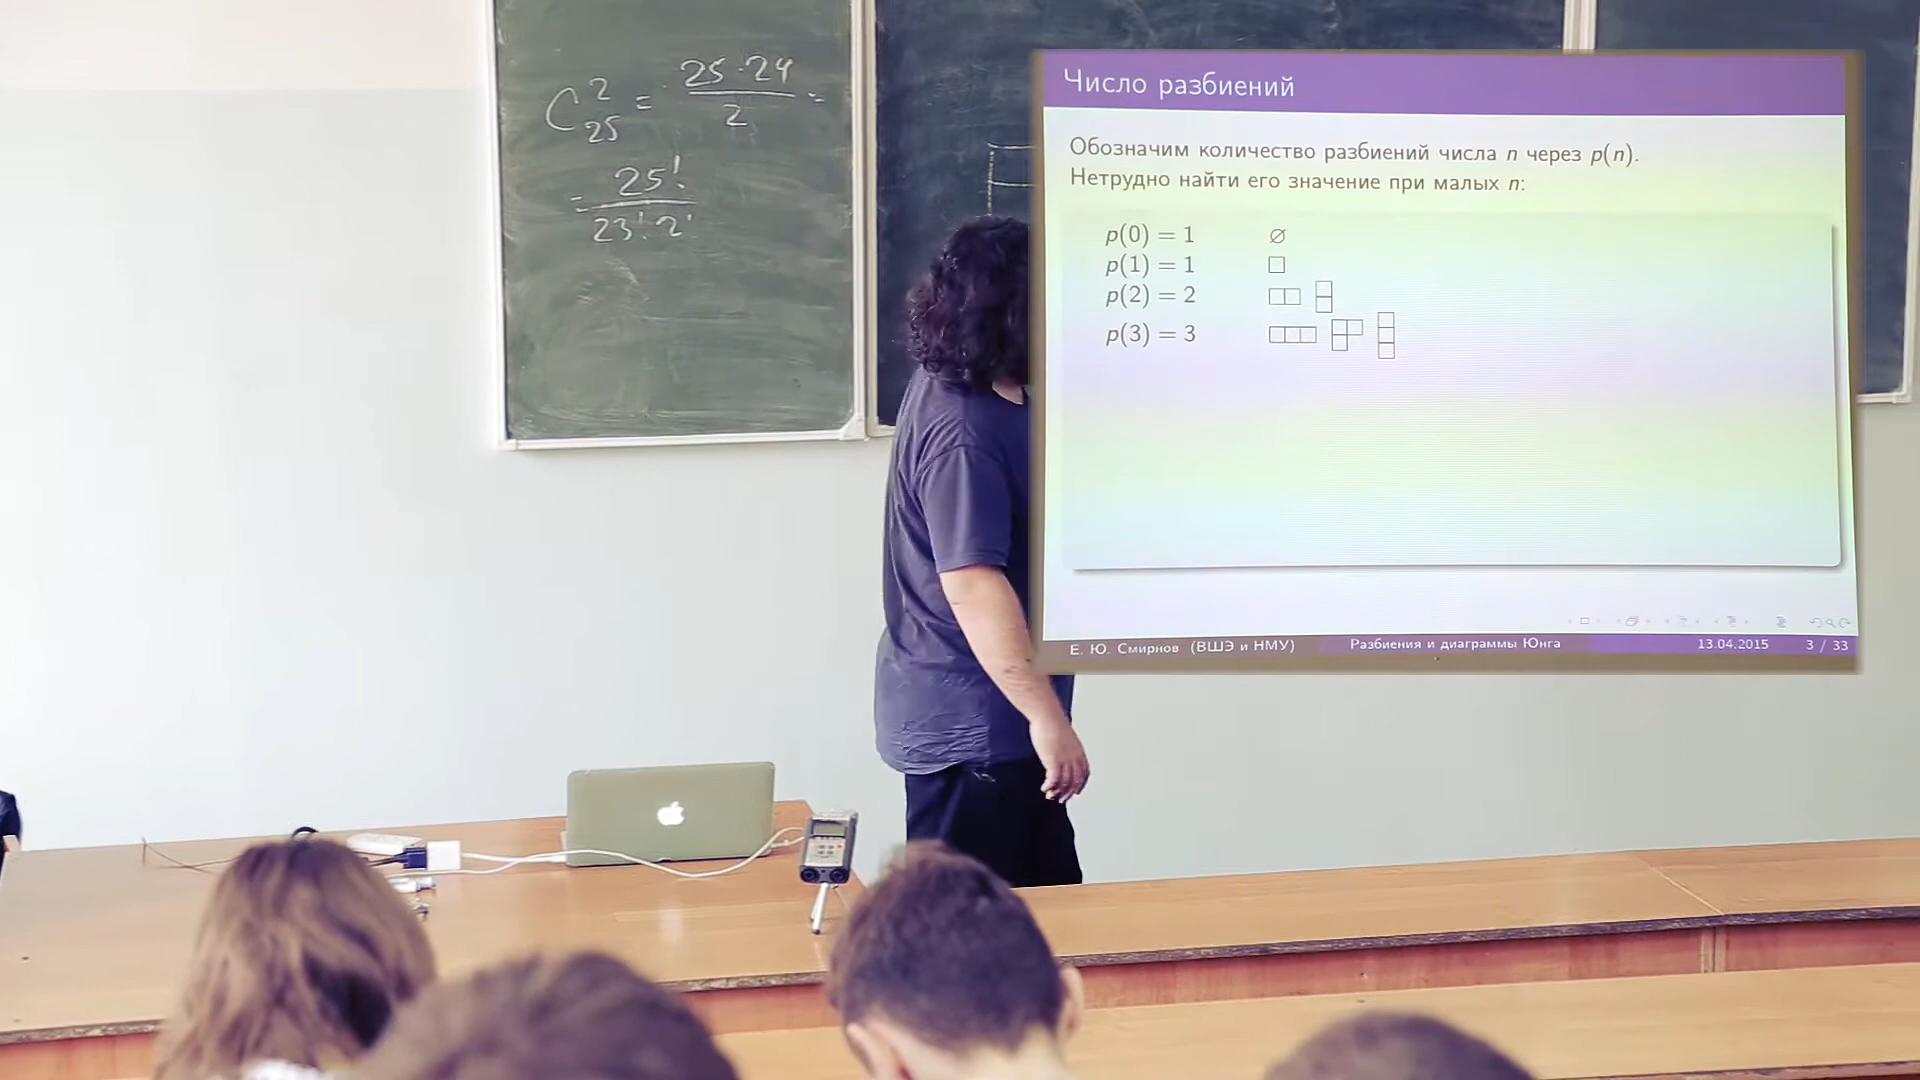 C²₂₅ = 25·24 / 2 =
= 25! / 23!·2!
Число разбиений
Обозначим количество разбиений числа n через p(n).
Нетрудно найти его значение при малых n:
p(0) = 1 ∅
p(1) = 1
p(2) = 2
p(3) = 3
Е. Ю. Смирнов (ВШЭ и НМУ) Разбиения и диаграммы Юнга 13.04.2015 3 / 33